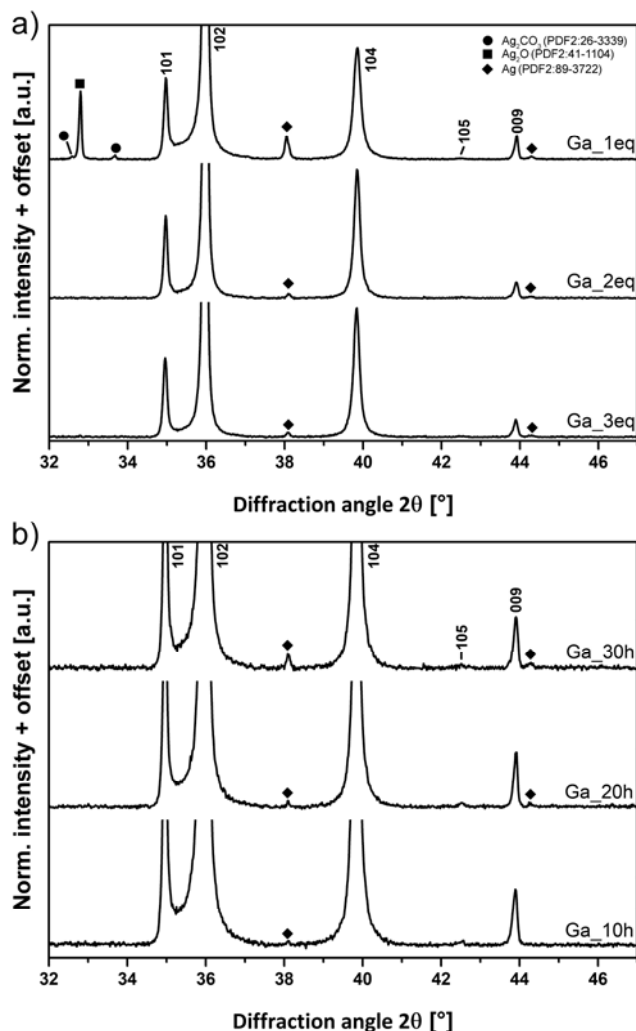 a)
102
101
104
-105
009
● Ag₂CO₃ (PDF2:26-3339)
■ Ag₂O (PDF2:41-1104)
◆ Ag (PDF2:89-3722)
Ga_1eq
Ga_2eq
Ga_3eq
Norm. intensity + offset [a.u.]
32 34 36 38 40 42 44 46
Diffraction angle 2θ [°]
b)
101
102
104
-105
009
Ga_30h
Ga_20h
Ga_10h
Norm. intensity + offset [a.u.]
32 34 36 38 40 42 44 46
Diffraction angle 2θ [°]